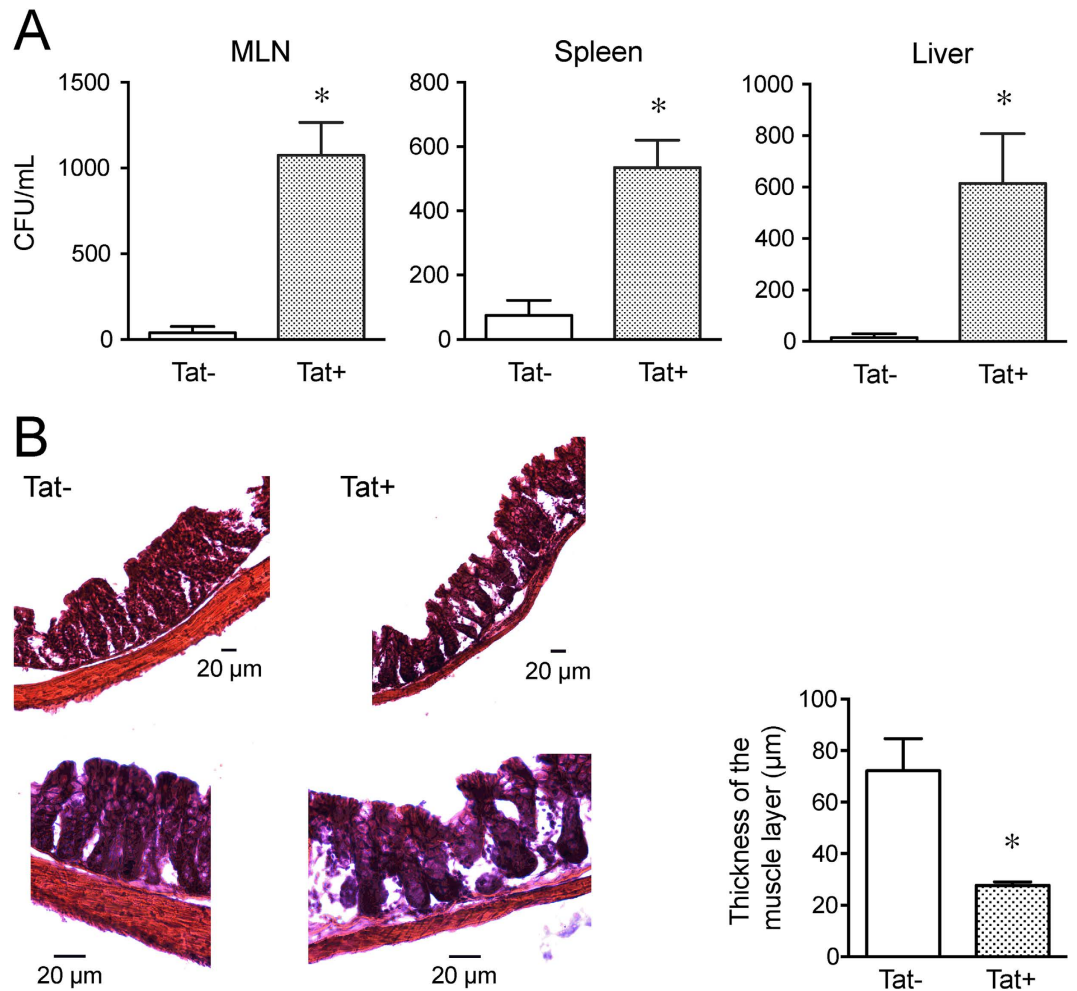 A
MLN
Spleen
Liver
CFU/mL
1500
1000
500
0
Tat-
Tat+
*
800
600
400
200
0
Tat-
Tat+
*
1000
800
600
400
200
0
Tat-
Tat+
*
B
Tat-
Tat+
20 µm
20 µm
20 µm
20 µm
Thickness of the
muscle layer (µm)
100
80
60
40
20
0
Tat-
Tat+
*